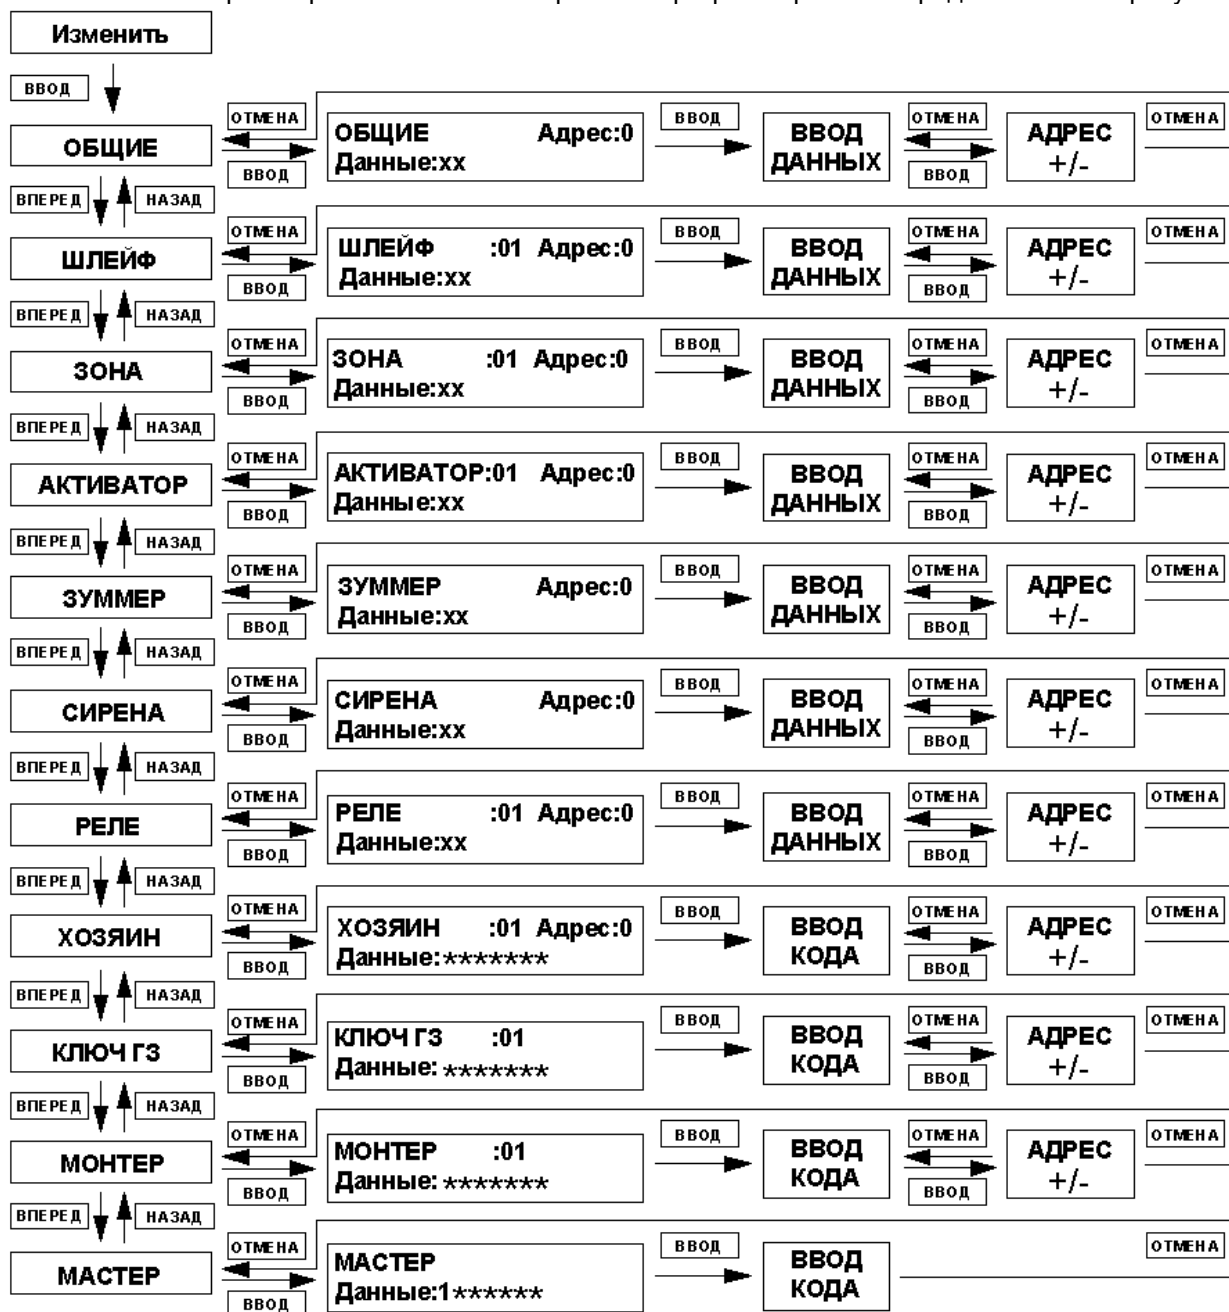 Изменить
ВВОД
ОТМЕНА
ОБЩИЕ
ВВОД
ОБЩИЕ Адрес:0
Данные:xx
ВВОД
ВВОД
ДАННЫХ
ОТМЕНА
ВВОД
АДРЕС
+/-
ОТМЕНА
ВПЕРЕД НАЗАД
ОТМЕНА
ШЛЕЙФ
ВВОД
ШЛЕЙФ :01 Адрес:0
Данные:xx
ВВОД
ВВОД
ДАННЫХ
ОТМЕНА
ВВОД
АДРЕС
+/-
ОТМЕНА
ВПЕРЕД НАЗАД
ОТМЕНА
ЗОНА
ВВОД
ЗОНА :01 Адрес:0
Данные:xx
ВВОД
ВВОД
ДАННЫХ
ОТМЕНА
ВВОД
АДРЕС
+/-
ОТМЕНА
ВПЕРЕД НАЗАД
ОТМЕНА
АКТИВАТОР
ВВОД
АКТИВАТОР:01 Адрес:0
Данные:xx
ВВОД
ВВОД
ДАННЫХ
ОТМЕНА
ВВОД
АДРЕС
+/-
ОТМЕНА
ВПЕРЕД НАЗАД
ОТМЕНА
ЗУММЕР
ВВОД
ЗУММЕР Адрес:0
Данные:xx
ВВОД
ВВОД
ДАННЫХ
ОТМЕНА
ВВОД
АДРЕС
+/-
ОТМЕНА
ВПЕРЕД НАЗАД
ОТМЕНА
СИРЕНА
ВВОД
СИРЕНА Адрес:0
Данные:xx
ВВОД
ВВОД
ДАННЫХ
ОТМЕНА
ВВОД
АДРЕС
+/-
ОТМЕНА
ВПЕРЕД НАЗАД
ОТМЕНА
РЕЛЕ
ВВОД
РЕЛЕ :01 Адрес:0
Данные:xx
ВВОД
ВВОД
ДАННЫХ
ОТМЕНА
ВВОД
АДРЕС
+/-
ОТМЕНА
ВПЕРЕД НАЗАД
ОТМЕНА
ХОЗЯИН
ВВОД
ХОЗЯИН :01 Адрес:0
Данные:*******
ВВОД
ВВОД
КОДА
ОТМЕНА
ВВОД
АДРЕС
+/-
ОТМЕНА
ВПЕРЕД НАЗАД
ОТМЕНА
КЛЮЧ ГЗ
ВВОД
КЛЮЧ ГЗ :01
Данные: *******
ВВОД
ВВОД
КОДА
ОТМЕНА
ВВОД
АДРЕС
+/-
ОТМЕНА
ВПЕРЕД НАЗАД
ОТМЕНА
МОНТЕР
ВВОД
МОНТЕР :01
Данные: *******
ВВОД
ВВОД
КОДА
ОТМЕНА
ВВОД
АДРЕС
+/-
ОТМЕНА
ВПЕРЕД НАЗАД
ОТМЕНА
МАСТЕР
ВВОД
МАСТЕР
Данные:1******
ВВОД
ВВОД
КОДА
ОТМЕНА